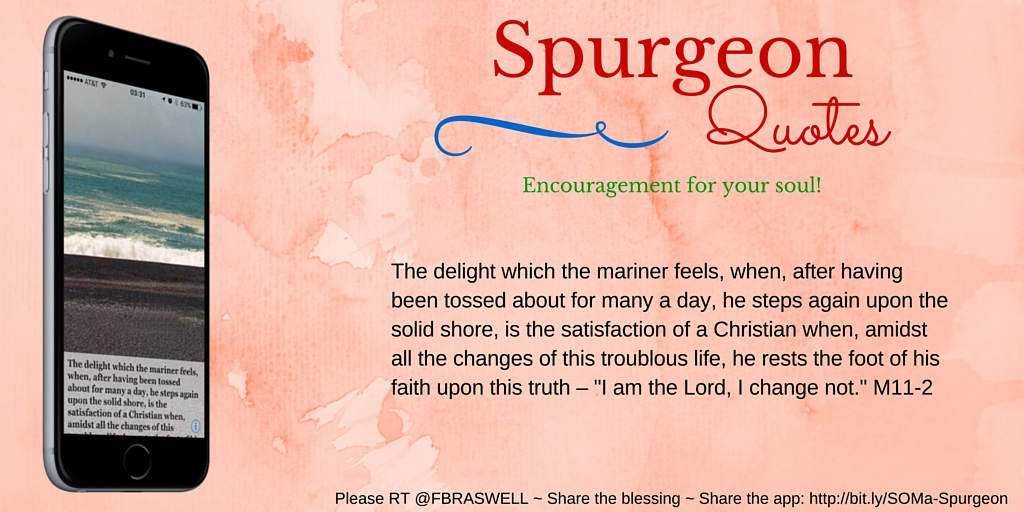 AT&T
03:31
63%
The delight which the mariner feels,
when, after having been tossed
about for many a day, he steps again
upon the solid shore, is the
satisfaction of a Christian when,
amidst all the changes of this
Spurgeon
Quotes
Encouragement for your soul!
The delight which the mariner feels, when, after having
been tossed about for many a day, he steps again upon the
solid shore, is the satisfaction of a Christian when, amidst
all the changes of this troublous life, he rests the foot of his
faith upon this truth – "I am the Lord, I change not." M11-2
Please RT @FBRASWELL ~ Share the blessing ~ Share the app: http://bit.ly/SOMa-Spurgeon